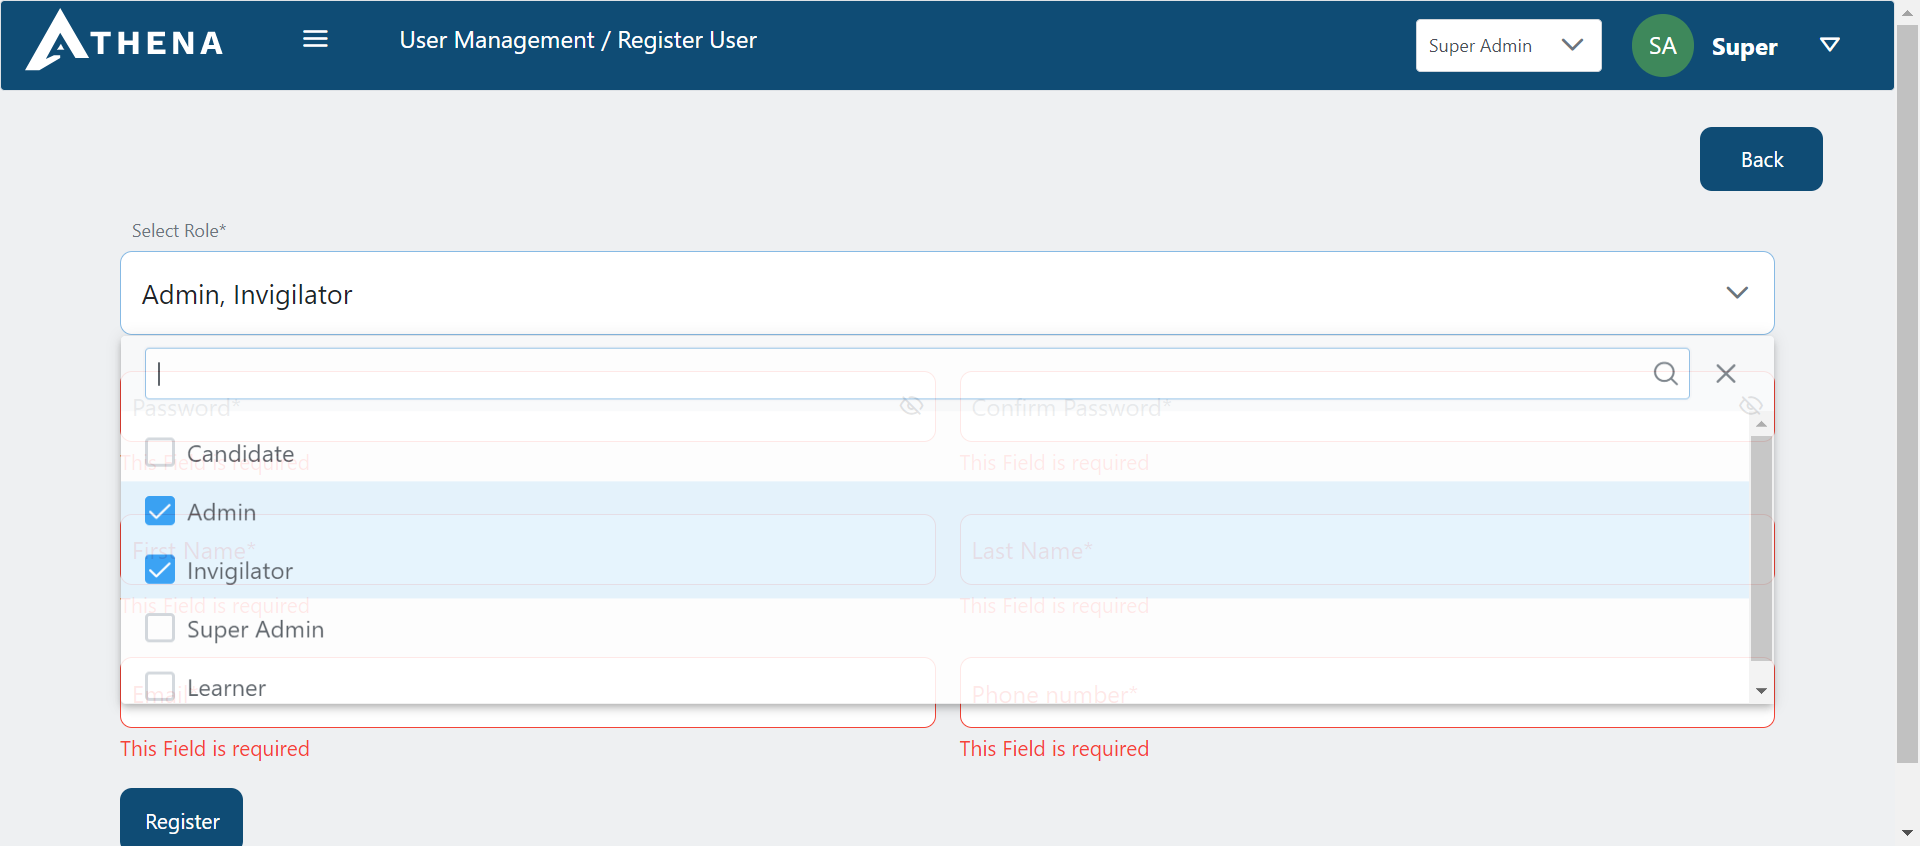 ATHENA
User Management / Register User
Super Admin
SA
Super
Back
Select Role*
Admin, Invigilator
Password*
Confirm Password*
Candidate
This Field is required
This Field is required
Admin
First Name*
Last Name*
Invigilator
This Field is required
This Field is required
Super Admin
Learner
Email
Phone number*
This Field is required
This Field is required
Register